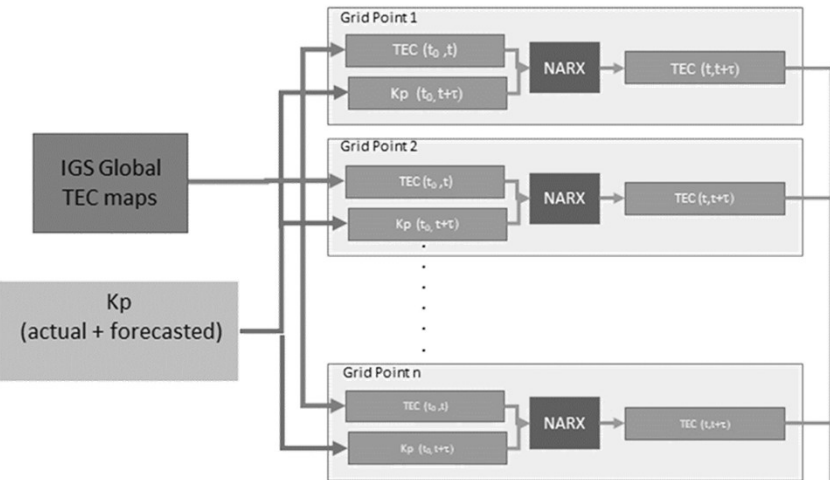 Grid Point 1
TEC (t₀ ,t)
Kp (t₀, t+τ)
NARX
TEC (t,t+τ)
Grid Point 2
TEC (t₀ ,t)
Kp (t₀, t+τ)
NARX
TEC (t,t+τ)
IGS Global
TEC maps
Kp
(actual + forecasted)
Grid Point n
TEC (t₀ ,t)
Kp (t₀, t+τ)
NARX
TEC (t,t+τ)